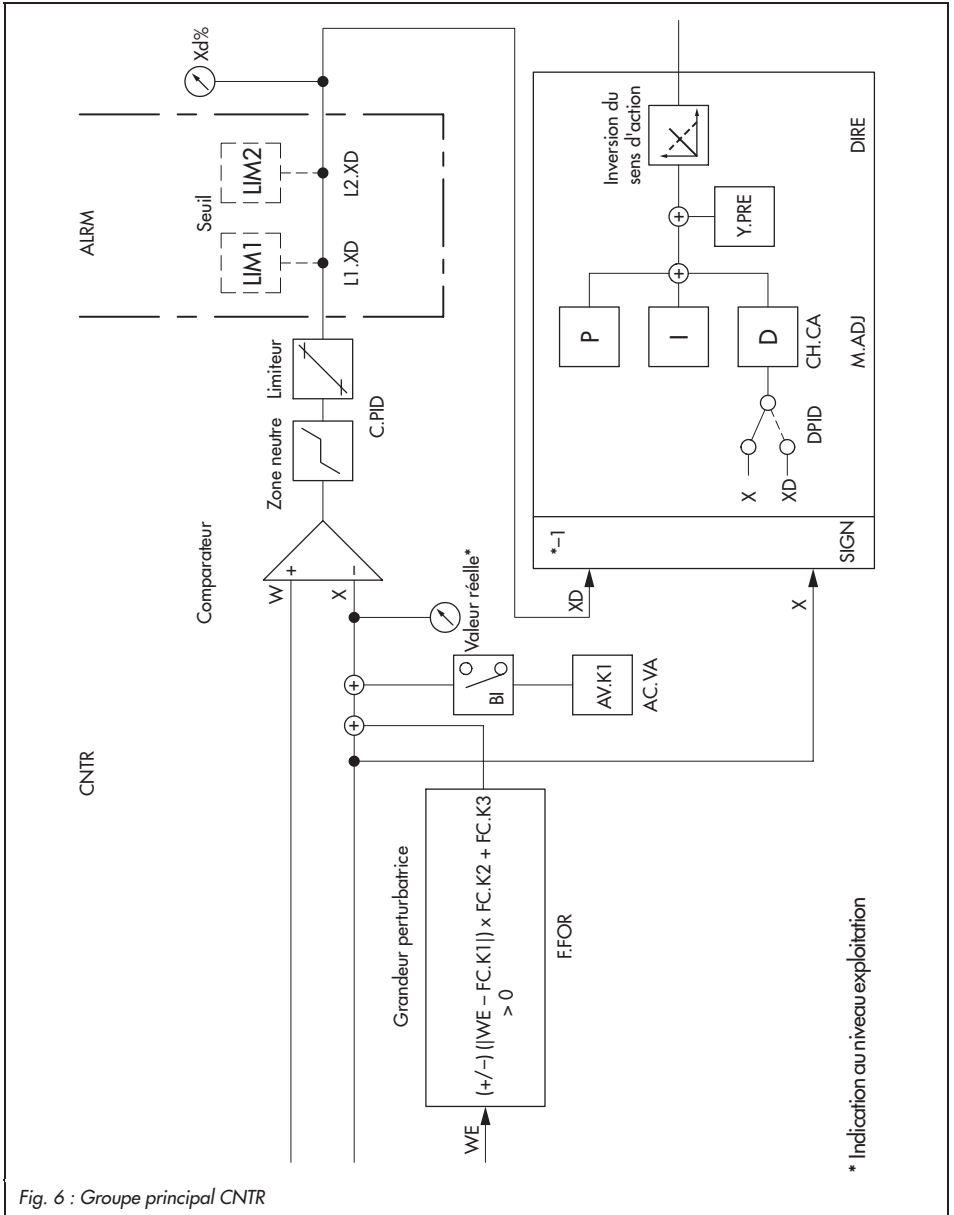 CNTR
ALRM
Comparateur
Zone neutre
Limiteur
Seuil
LIM1
LIM2
Xd%
W
+
X
–
C.PID
L1.XD
L2.XD
Grandeur perturbatrice
WE
(+/–) (|WE – FC.K1|) x FC.K2 + FC.K3
> 0
F.FOR
+
+
BI
Valeur réelle*
AV.K1
AC.VA
XD
X
*–1
SIGN
X
XD
DPID
P
I
D
CH.CA
M.ADJ
+
+
Y.PRE
Inversion du
sens d'action
DIRE
* Indication au niveau exploitation
Fig. 6 : Groupe principal CNTR